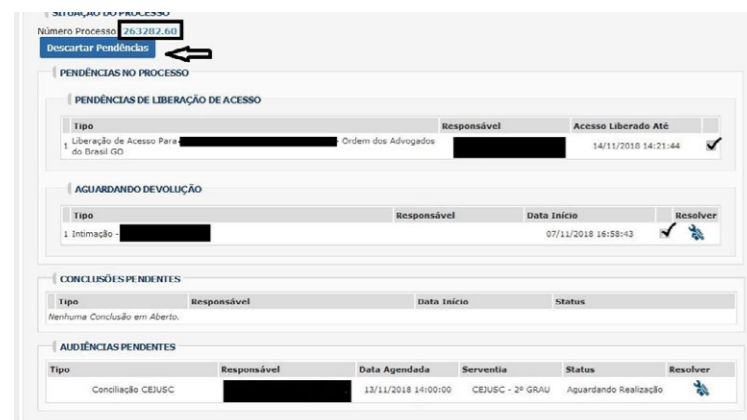 SITUAÇÃO DO PROCESSO
Número Processo 263282.60
Descartar Pendências
PENDÊNCIAS NO PROCESSO
PENDÊNCIAS DE LIBERAÇÃO DE ACESSO
Tipo Responsável Acesso Liberado Até
1 Liberação de Acesso Para - Ordem dos Advogados do Brasil GO 14/11/2018 14:21:44
AGUARDANDO DEVOLUÇÃO
Tipo Responsável Data Início Resolver
1 Intimação - 07/11/2018 16:58:43
CONCLUSÕES PENDENTES
Tipo Responsável Data Início Status
Nenhuma Conclusão em Aberto.
AUDIÊNCIAS PENDENTES
Tipo Responsável Data Agendada Serventia Status Resolver
Conciliação CEJUSC 13/11/2018 14:00:00 CEJUSC - 2º GRAU Aguardando Realização